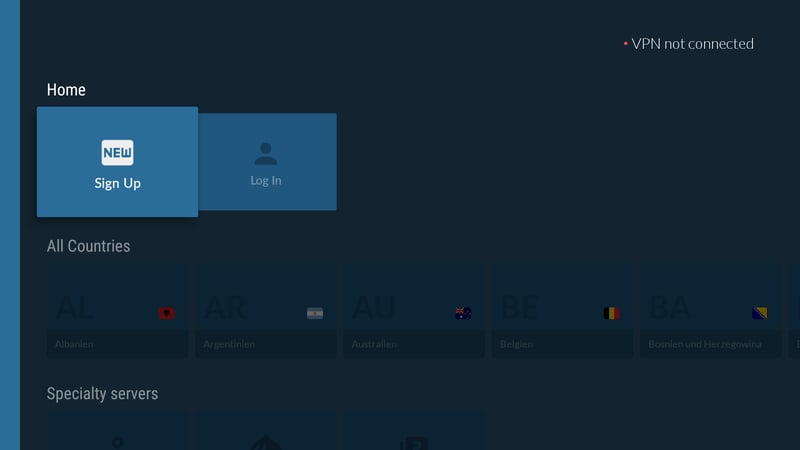 VPN not connected
Home
NEW
Sign Up
Log In
All Countries
AL
AR
AU
BE
BA
Albanien
Argentinien
Australien
Belgien
Bosnien und Herzegowina
Specialty servers